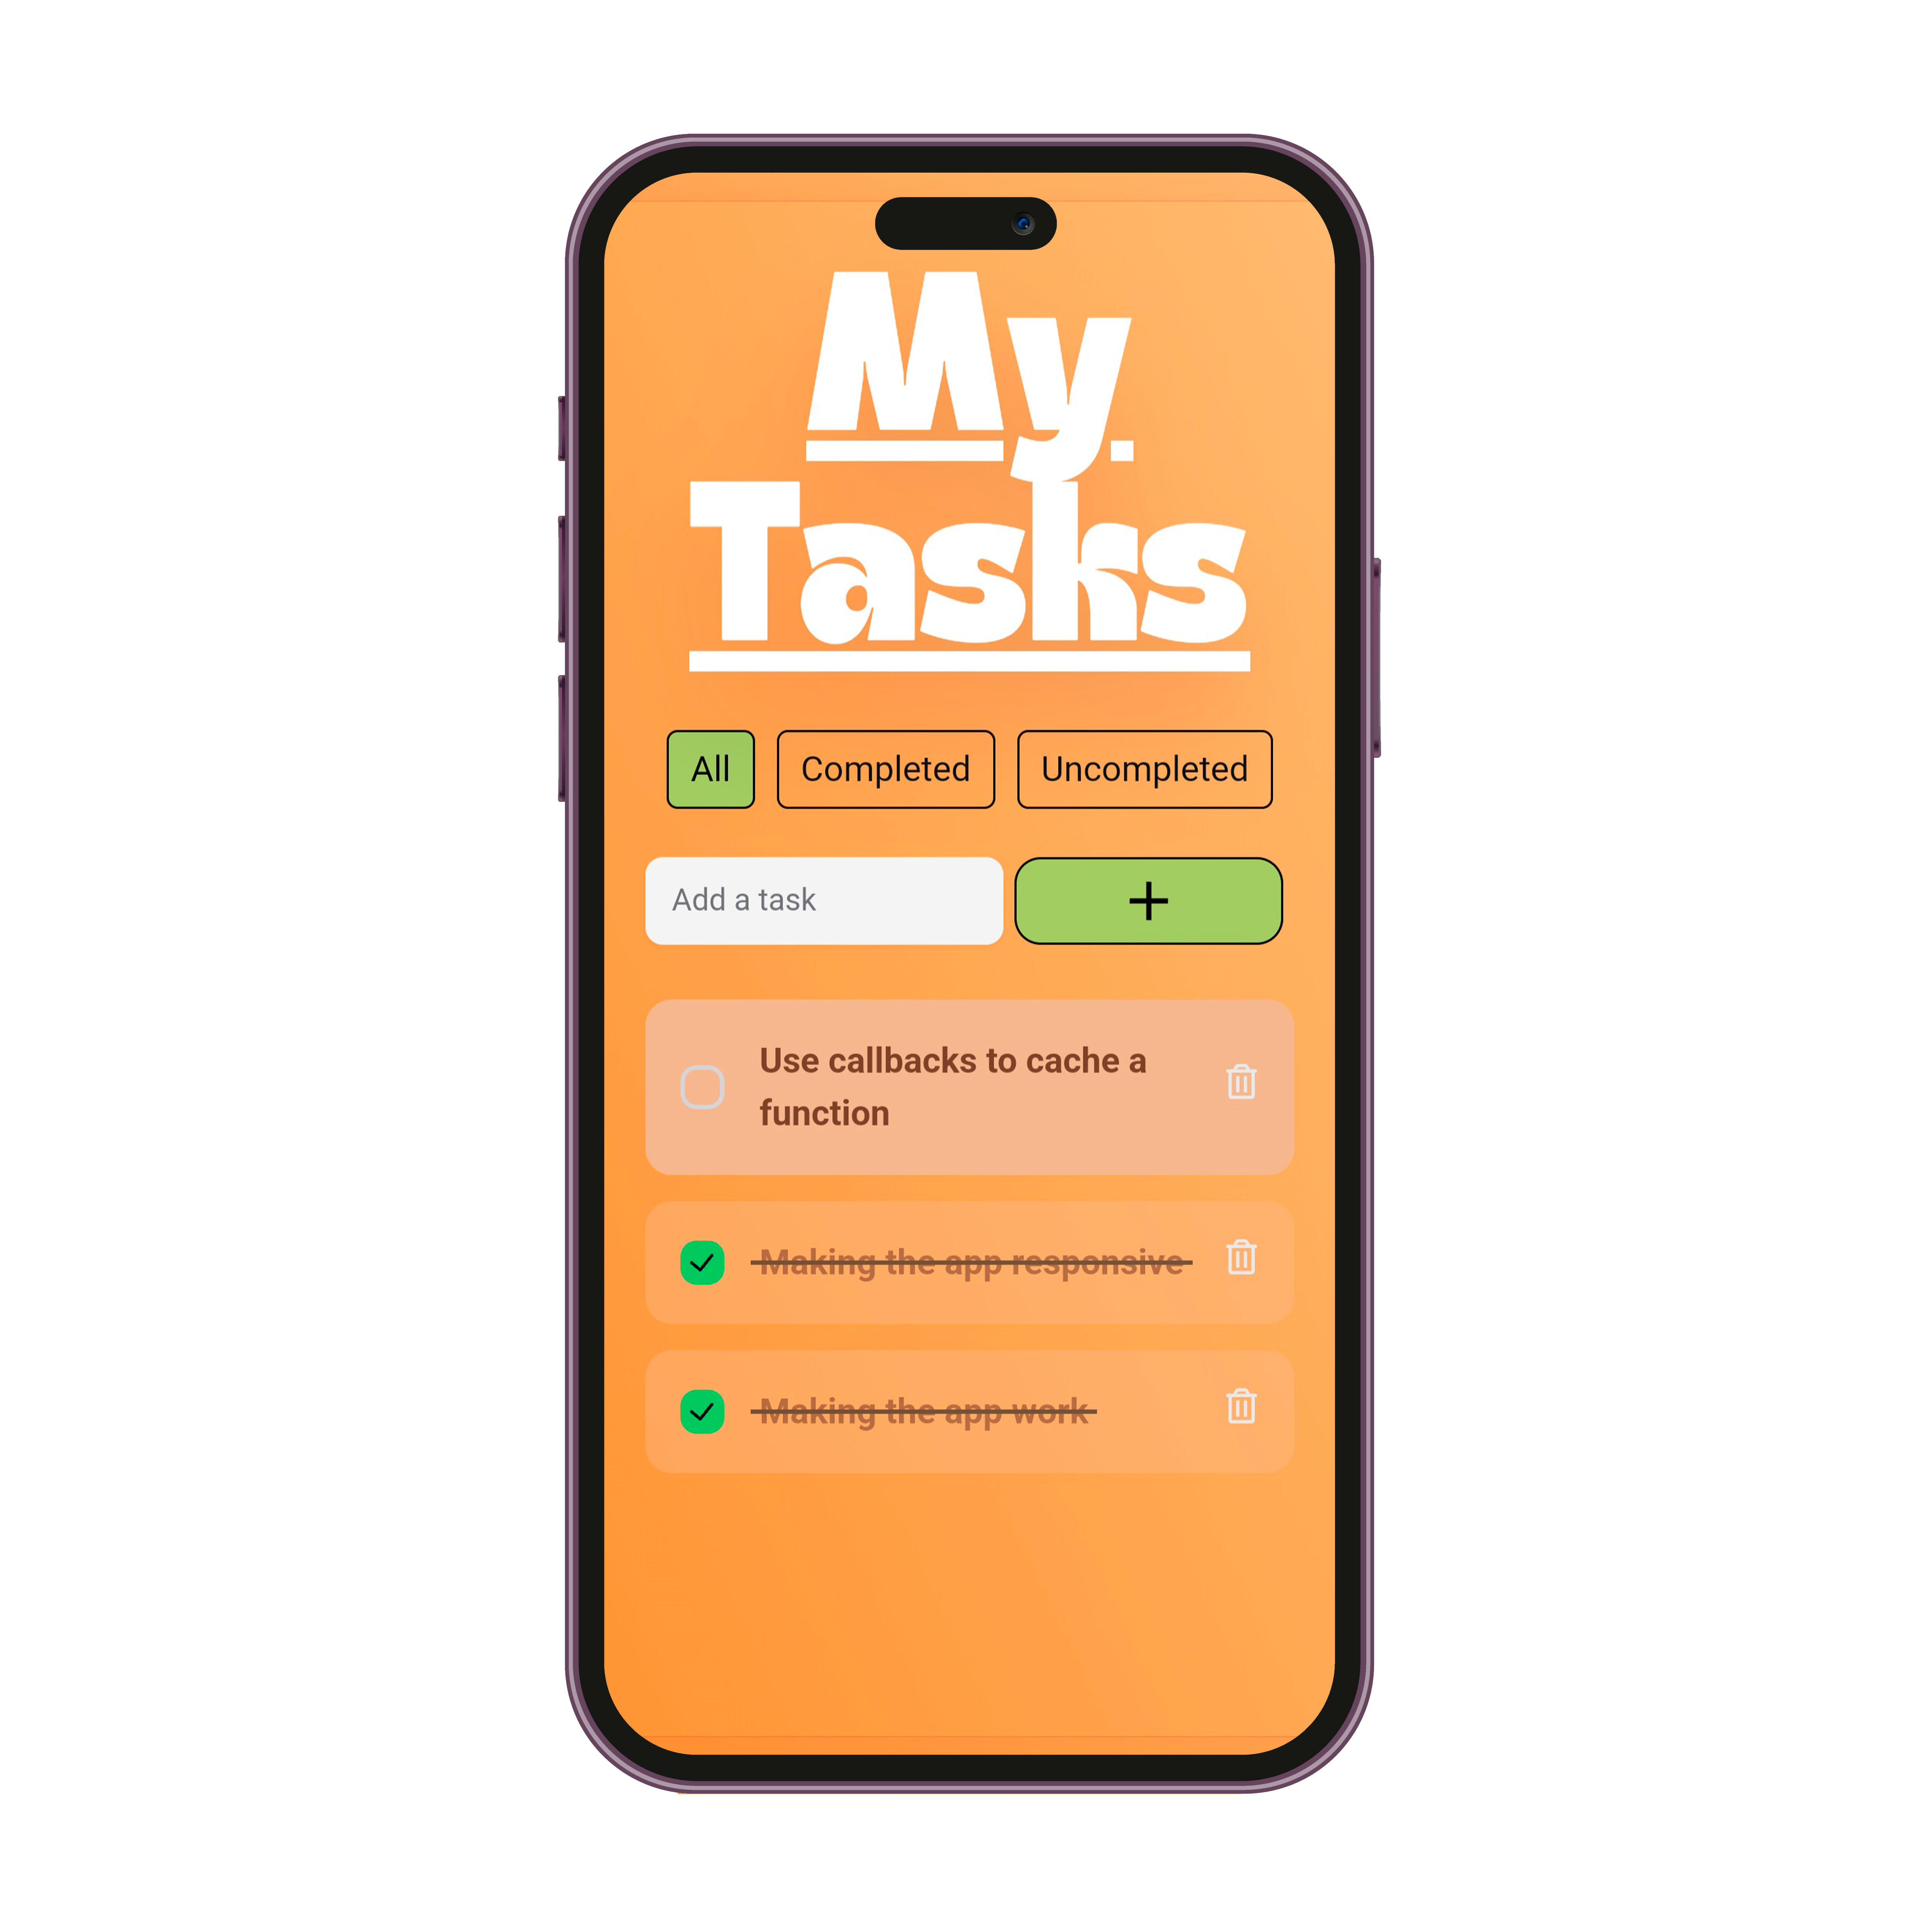 My
Tasks
All Completed Uncompleted
Add a task +
Use callbacks to cache a
function
Making the app responsive
Making the app work